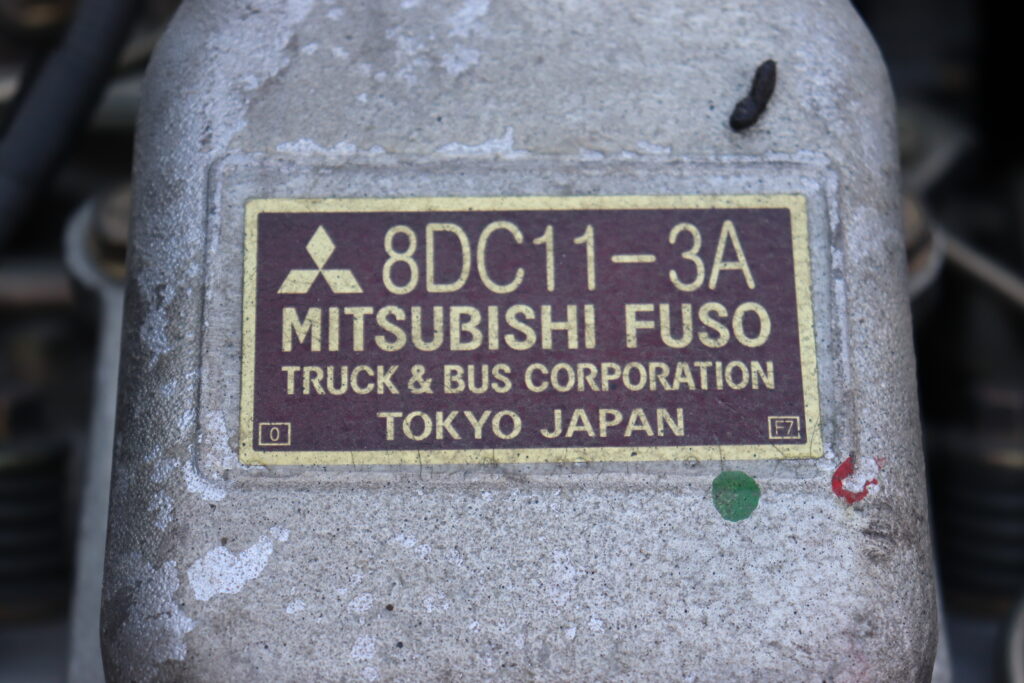 8DC11-3A
MITSUBISHI FUSO
TRUCK & BUS CORPORATION
TOKYO JAPAN
0 F7